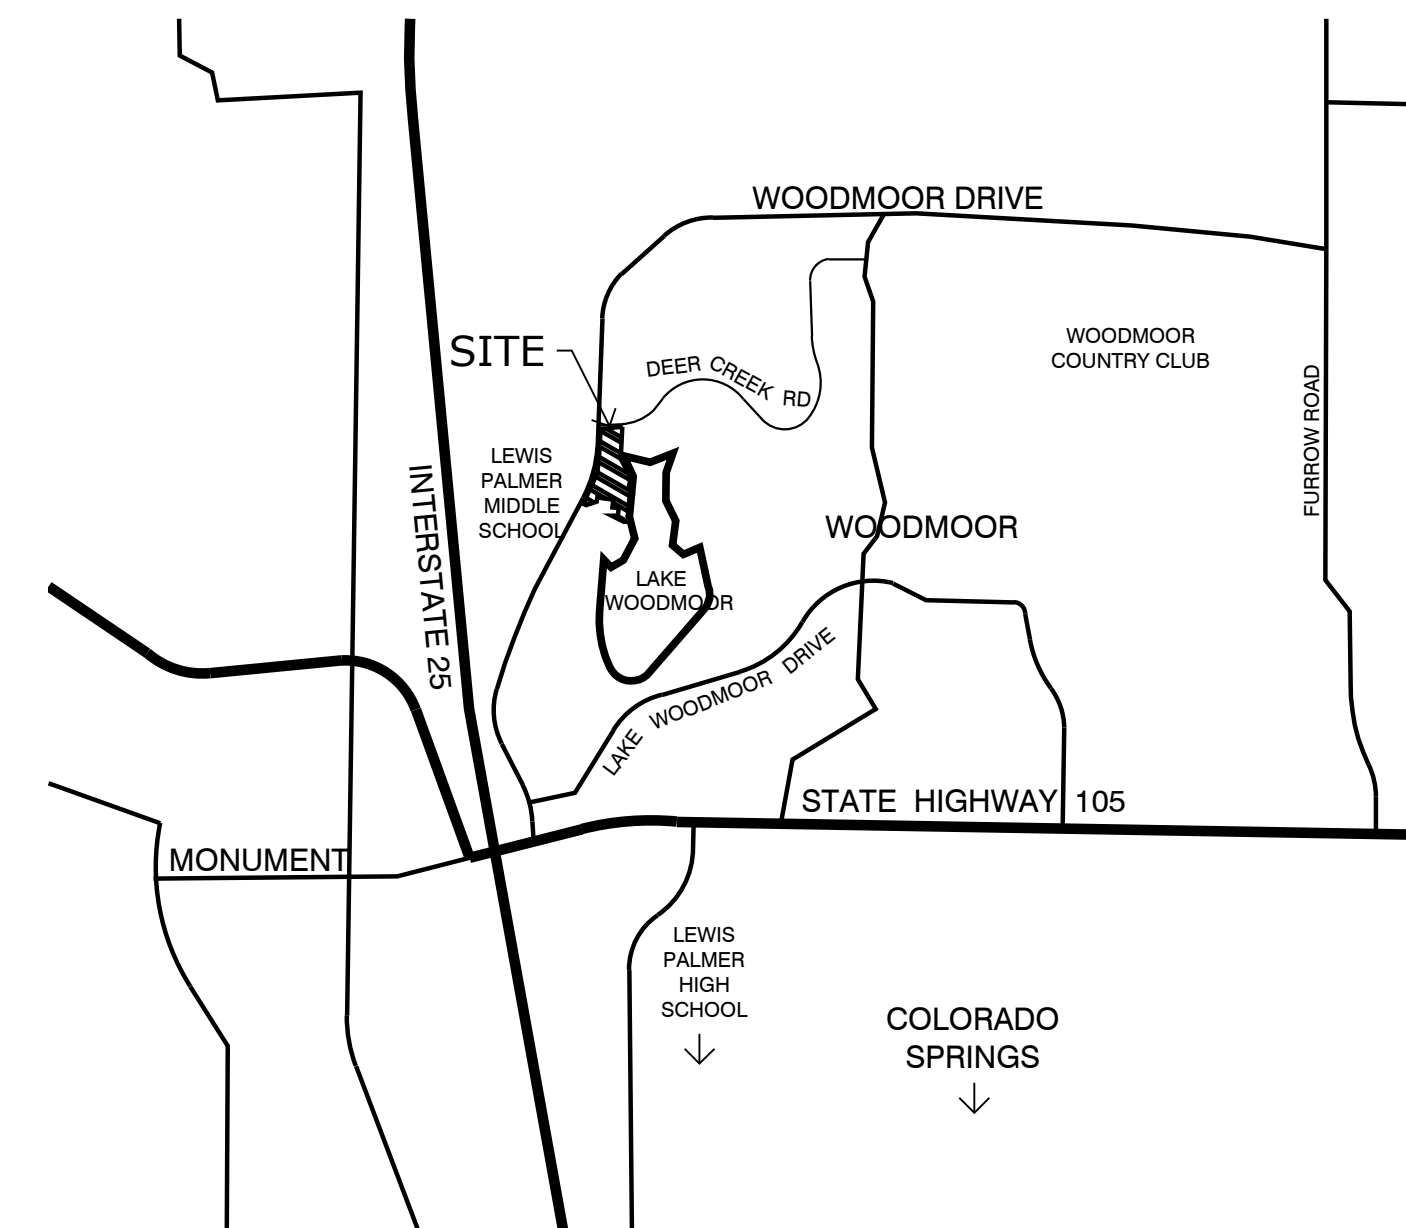 WOODMOOR DRIVE
WOODMOOR
COUNTRY CLUB
SITE
DEER CREEK RD
FURROW ROAD
LEWIS
PALMER
MIDDLE
SCHOOL
INTERSTATE 25
WOODMOOR
LAKE
WOODMOOR
LAKE WOODMOOR DRIVE
STATE HIGHWAY 105
MONUMENT
LEWIS
PALMER
HIGH
SCHOOL
COLORADO
SPRINGS